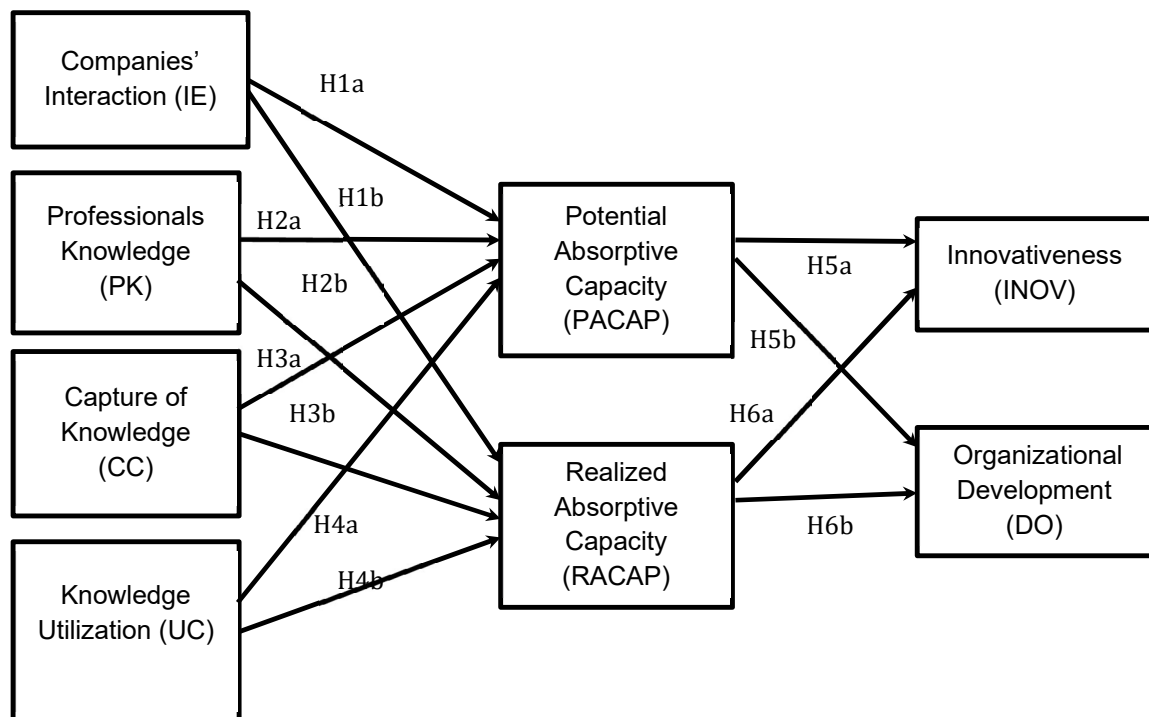 Companies’
Interaction (IE)
H1a
H1b
Professionals
Knowledge
(PK)
H2a
H2b
Potential
Absorptive
Capacity
(PACAP)
Innovativeness
(INOV)
H5a
H5b
Capture of
Knowledge
(CC)
H3a
H3b
H6a
Realized
Absorptive
Capacity
(RACAP)
Organizational
Development
(DO)
H6b
Knowledge
Utilization (UC)
H4a
H4b